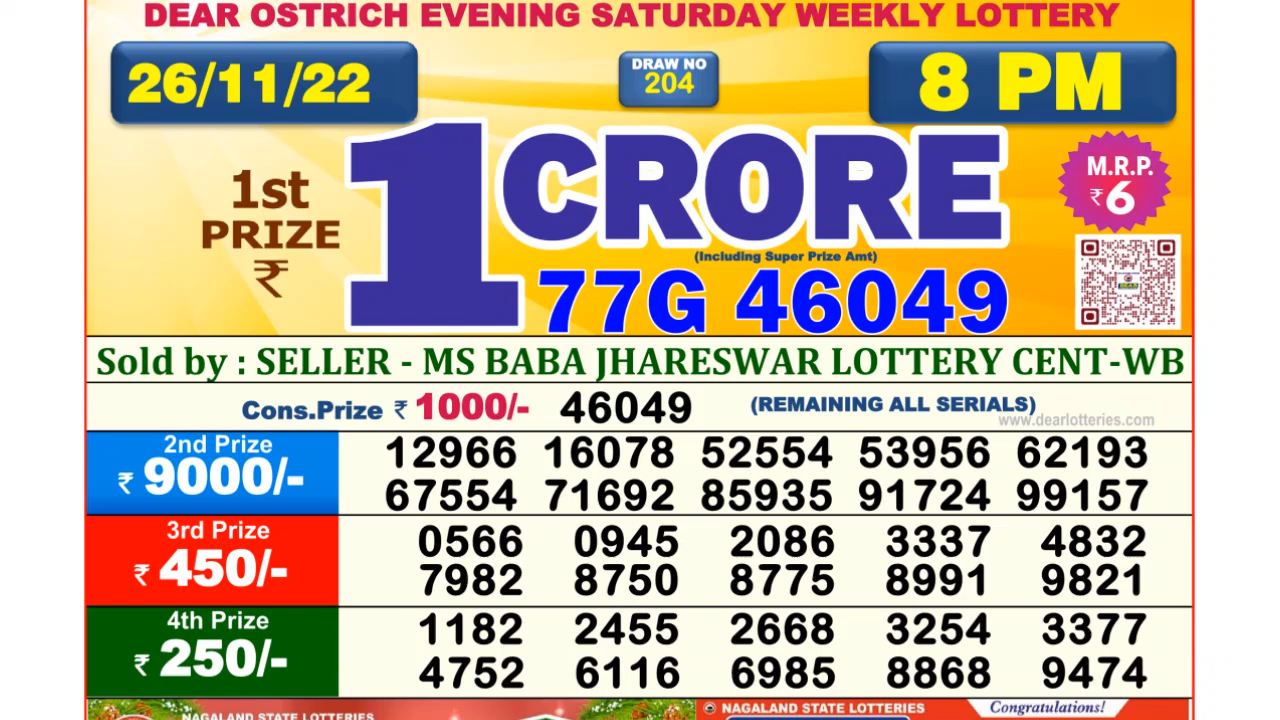 DEAR OSTRICH EVENING SATURDAY WEEKLY LOTTERY
26/11/22
DRAW NO
204
8 PM
1st
PRIZE
₹
1 CRORE
(Including Super Prize Amt)
77G 46049
M.R.P.
₹ 6
Sold by : SELLER - MS BABA JHARESWAR LOTTERY CENT-WB
Cons.Prize ₹ 1000/- 46049 (REMAINING ALL SERIALS)
www.dearlotteries.com
2nd Prize
₹ 9000/-
12966 16078 52554 53956 62193
67554 71692 85935 91724 99157
3rd Prize
₹ 450/-
0566 0945 2086 3337 4832
7982 8750 8775 8991 9821
4th Prize
₹ 250/-
1182 2455 2668 3254 3377
4752 6116 6985 8868 9474
NAGALAND STATE LOTTERIES
NAGALAND STATE LOTTERIES
Congratulations!